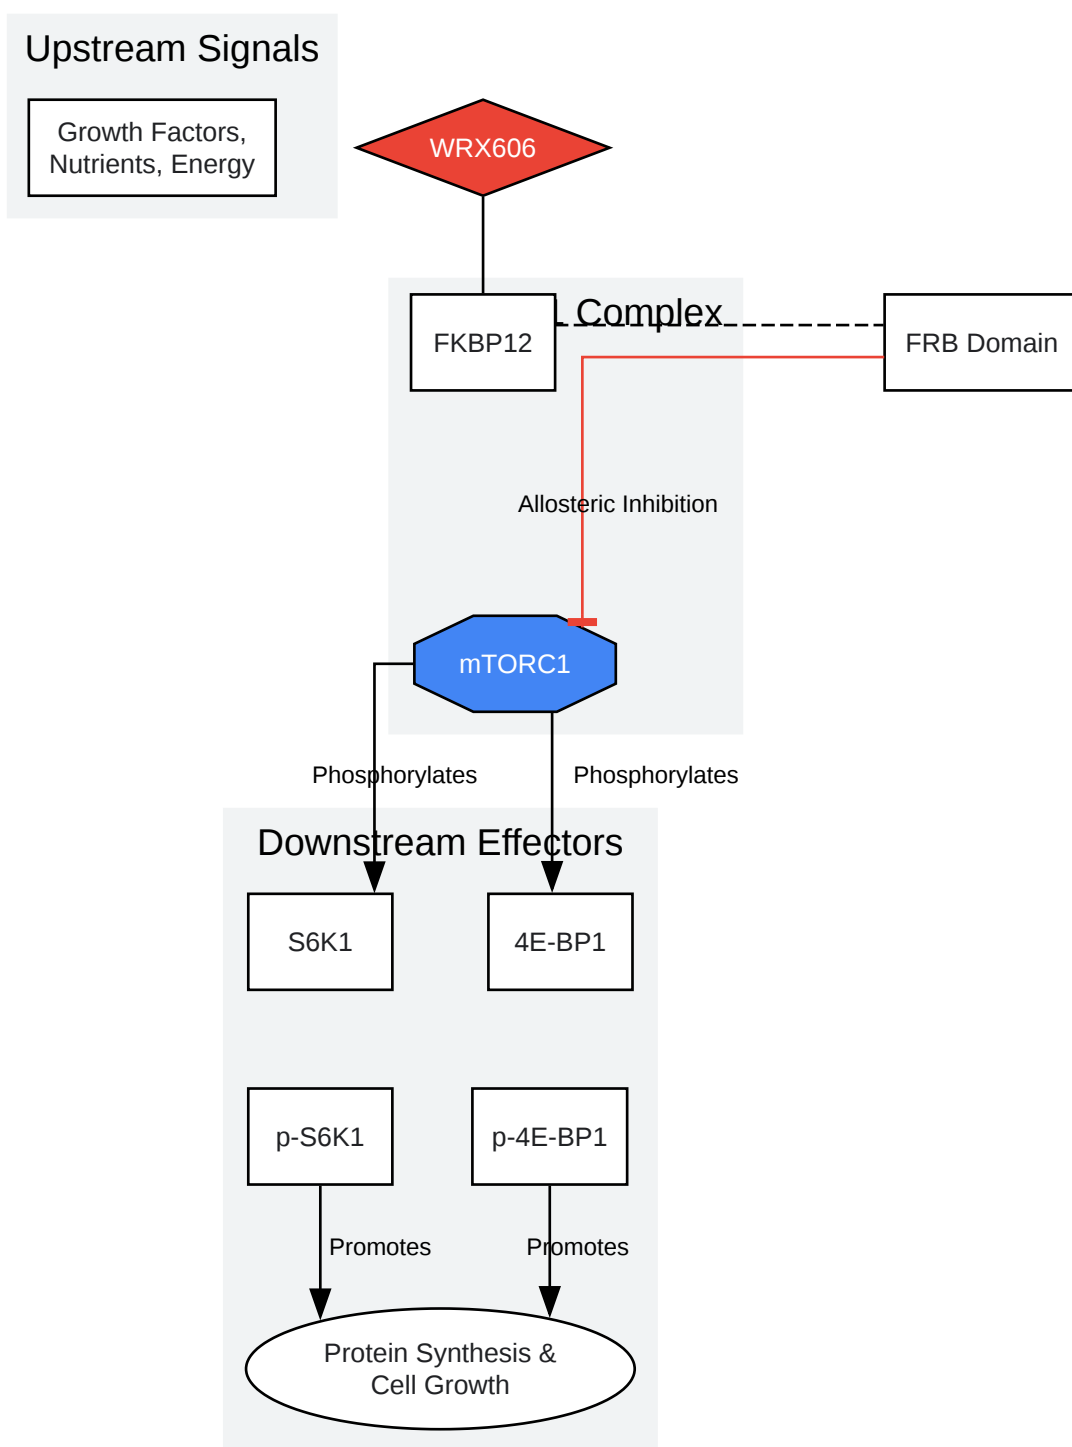 Upstream Signals
Growth Factors,
Nutrients, Energy
WRX606
Complex
FKBP12
FRB Domain
Allosteric Inhibition
mTORC1
Phosphorylates
Phosphorylates
Downstream Effectors
S6K1
4E-BP1
p-S6K1
p-4E-BP1
Promotes
Promotes
Protein Synthesis &
Cell Growth